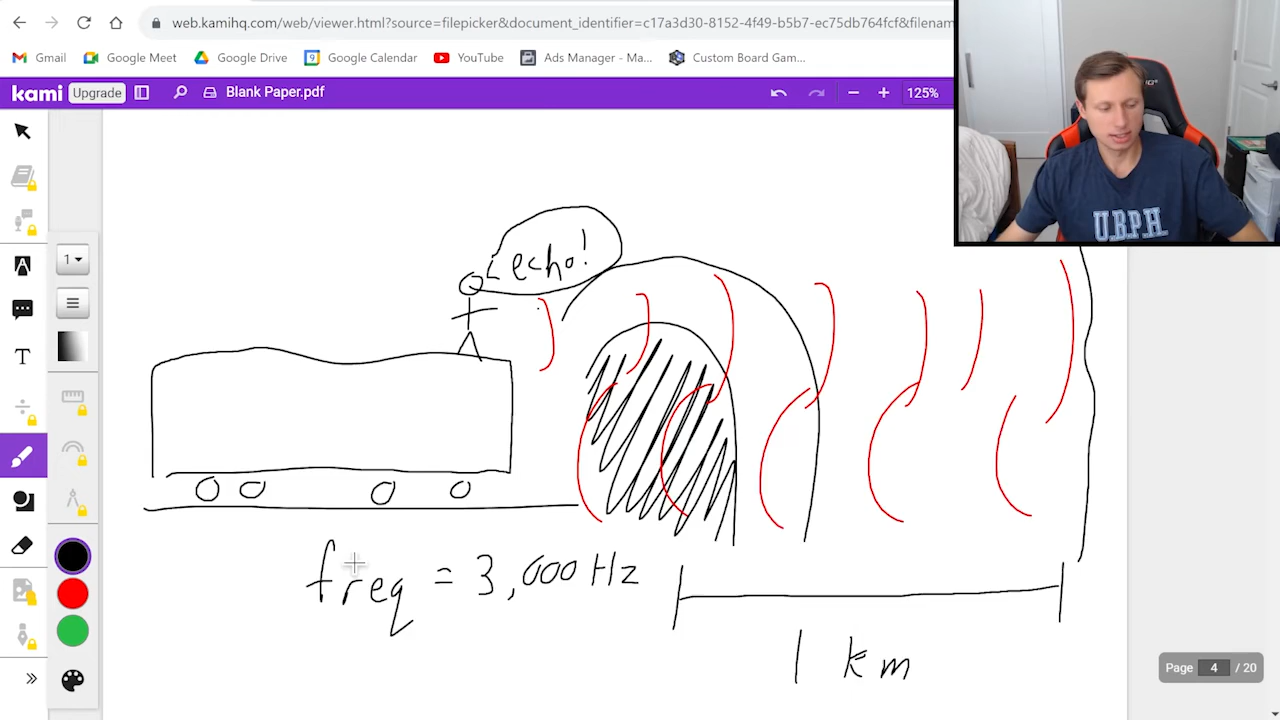 web.kamihq.com/web/viewer.html?source=filepicker&document_identifier=c17a3d30-8152-4f49-b5b7-ec75db764fcf&filenam
Gmail Google Meet Google Drive Google Calendar YouTube Ads Manager - Ma... Custom Board Gam...
kami Upgrade Blank Paper.pdf 125%
U.B.P.H.
1
T
echo!
freq = 3,000 Hz
1 km
Page 4 / 20